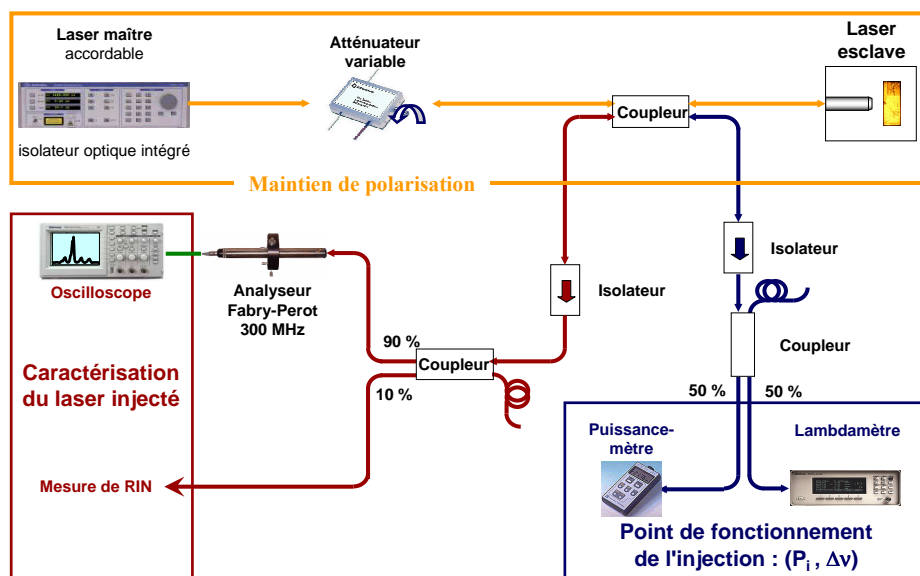 Laser maître
accordable
isolateur optique intégré
Atténuateur
variable
Coupleur
Laser
esclave
Maintien de polarisation
Oscilloscope
Analyseur
Fabry-Perot
300 MHz
Isolateur
Isolateur
Coupleur
90 %
10 %
Coupleur
50 %
50 %
Caractérisation
du laser injecté
Mesure de RIN
Puissance-
mètre
Lambdamètre
Point de fonctionnement
de l'injection : (Pi , Δν)